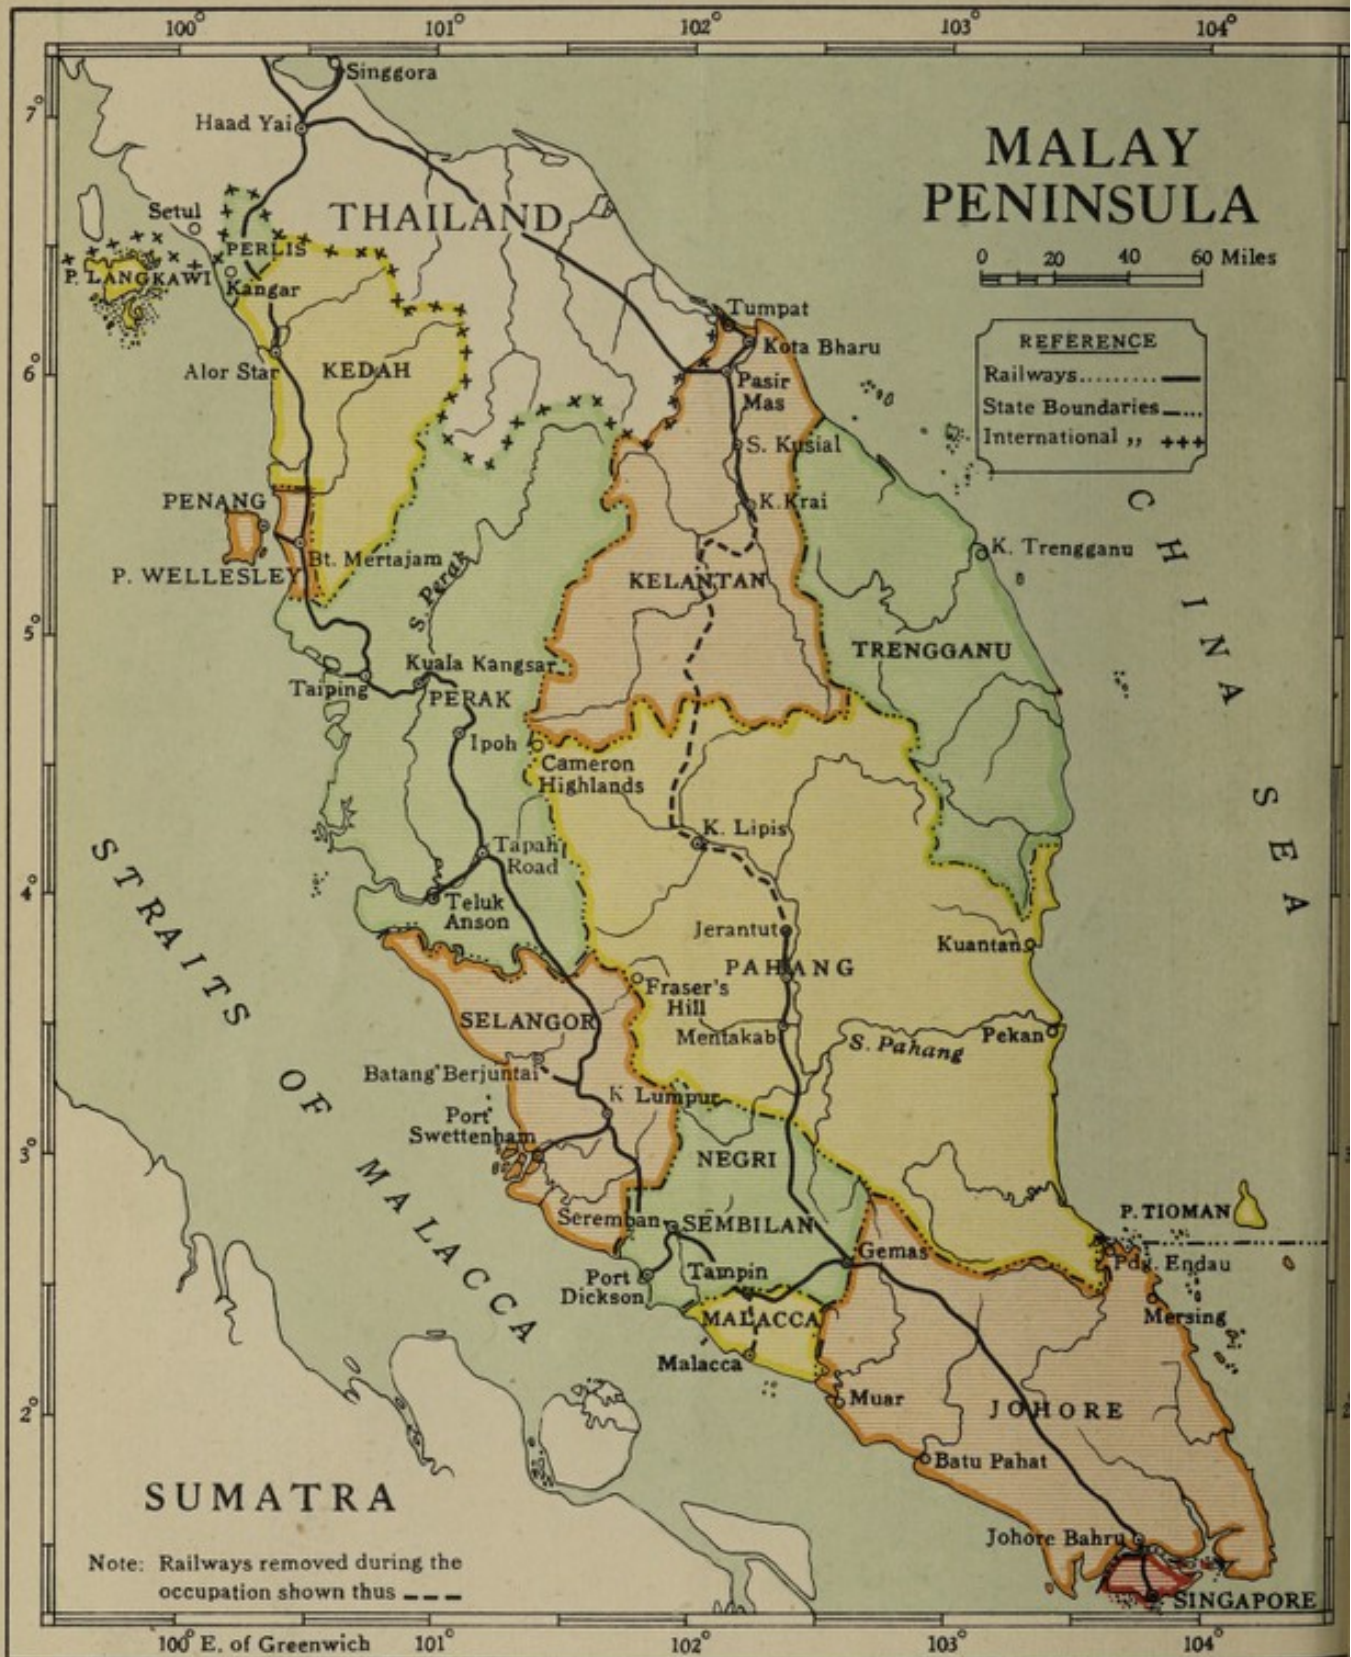 100° 101° 102° 103° 104°
Singgora
7°
Haad Yai
MALAY
PENINSULA
Setul
THAILAND
PERLIS
0 20 40 60 Miles
P. LANGKAWI
Kangar
Tumpat
REFERENCE
Kota Bharu
6°
Alor Star
KEDAH
Pasir
Mas
Railways.........
State Boundaries
International „ +++
S. Kusial
PENANG
K. Krai
CHINA SEA
Bt. Mertajam
K. Trengganu
P. WELLESLEY
S. Perak
KELANTAN
5°
TRENGGANU
Kuala Kangsar
Taiping
PERAK
Ipoh
Cameron
Highlands
K. Lipis
Tapah
Road
STRAITS OF MALACCA
4°
Teluk
Anson
Jerantut
Kuantan
PAHANG
Fraser's
Hill
SELANGOR
Mentakab
S. Pahang
Pekan
Batang Berjuntai
K Lumpur
Port
Swettenham
3°
NEGRI
P. TIOMAN
Seremban
SEMBILAN
Gemas
Pdg. Endau
Port
Dickson
Tampin
Mersing
MALACCA
Malacca
2°
Muar
JOHORE
Batu Pahat
SUMATRA
Johore Bahru
Note: Railways removed during the
occupation shown thus ---
SINGAPORE
100° E. of Greenwich 101° 102° 103° 104°